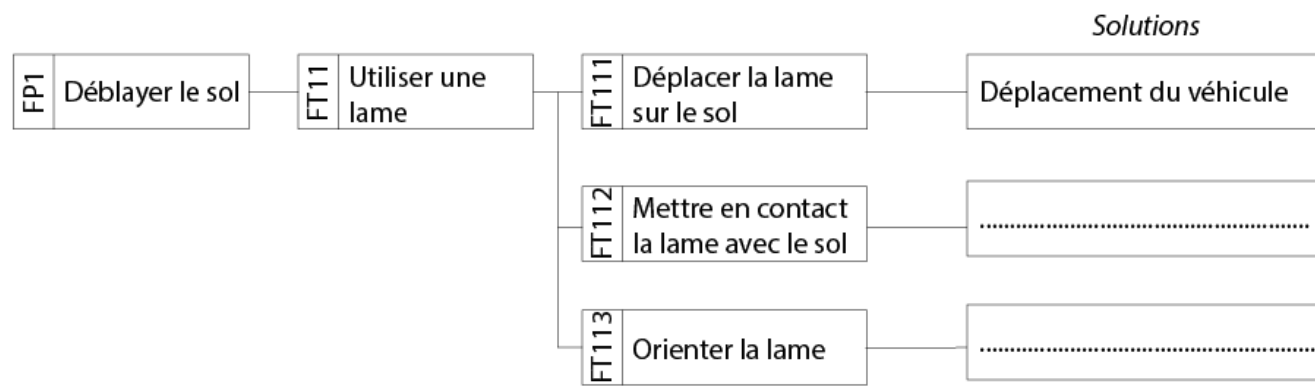 Solutions
FP1
Déblayer le sol
FT11
Utiliser une
lame
FT111
Déplacer la lame
sur le sol
Déplacement du véhicule
FT112
Mettre en contact
la lame avec le sol
.......................................................
FT113
Orienter la lame
.......................................................